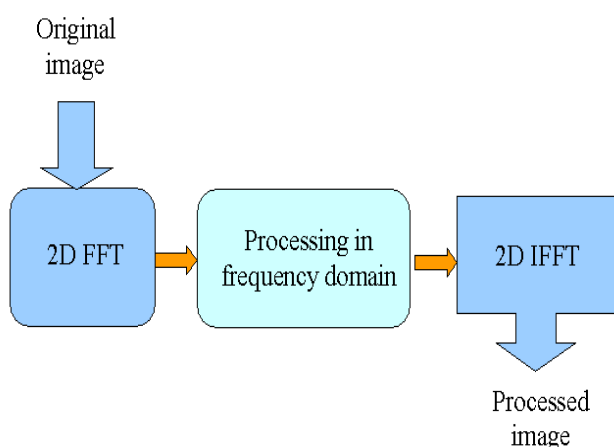 Original
image
2D FFT
Processing in
frequency domain
2D IFFT
Processed
image